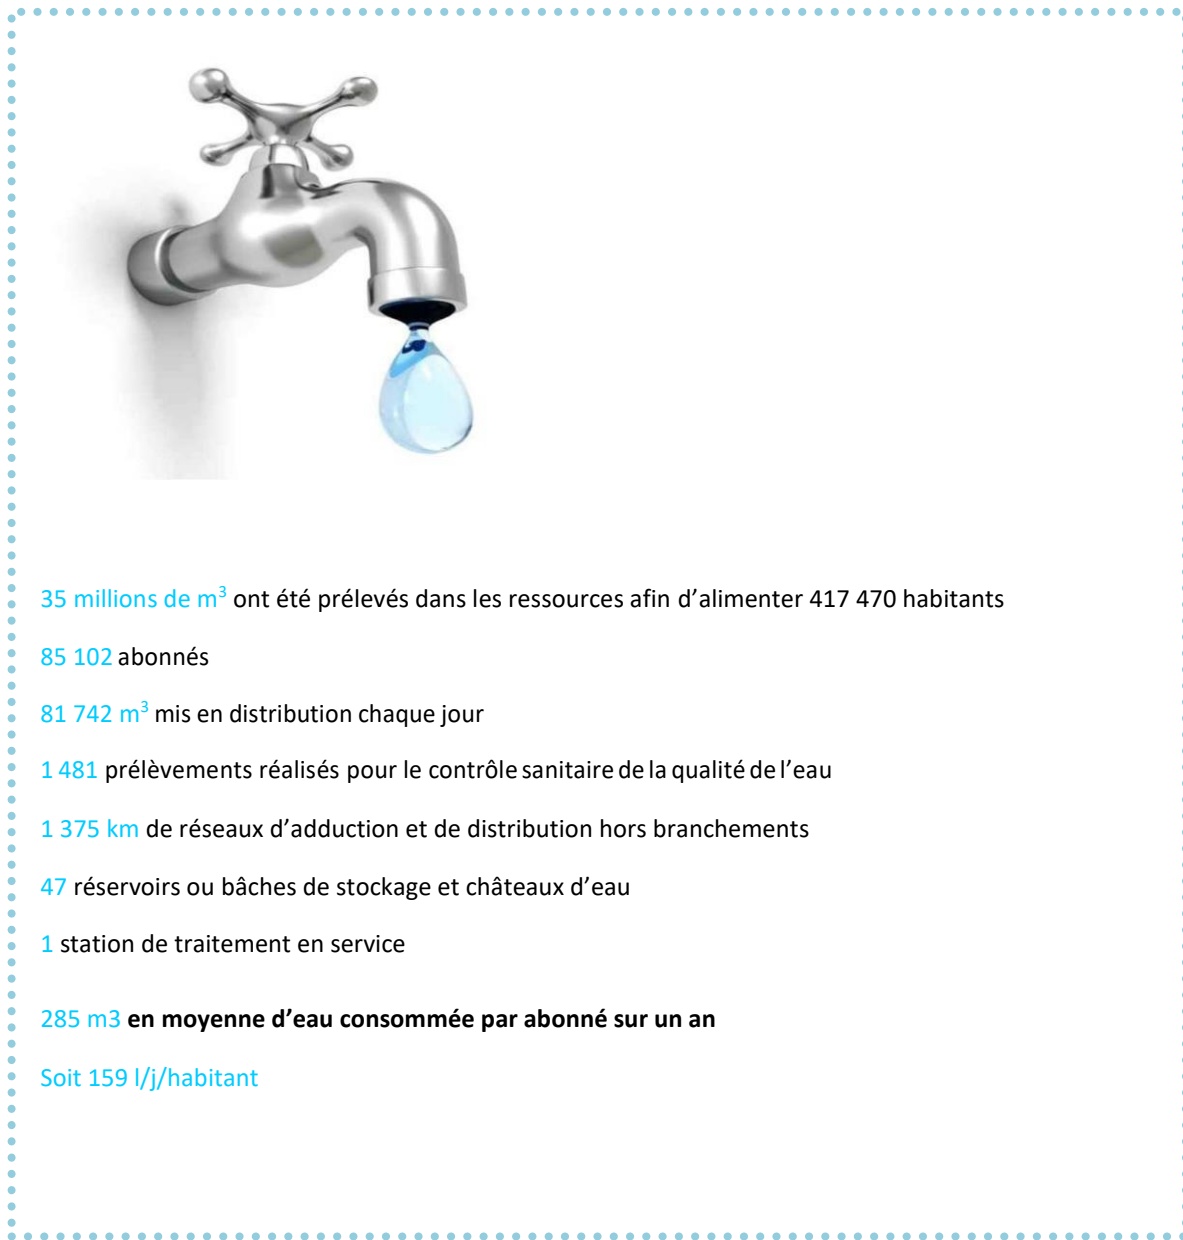 35 millions de m³ ont été prélevés dans les ressources afin d’alimenter 417 470 habitants
85 102 abonnés
81 742 m³ mis en distribution chaque jour
1 481 prélèvements réalisés pour le contrôle sanitaire de la qualité de l’eau
1 375 km de réseaux d’adduction et de distribution hors branchements
47 réservoirs ou bâches de stockage et châteaux d’eau
1 station de traitement en service
285 m3 en moyenne d’eau consommée par abonné sur un an
Soit 159 l/j/habitant